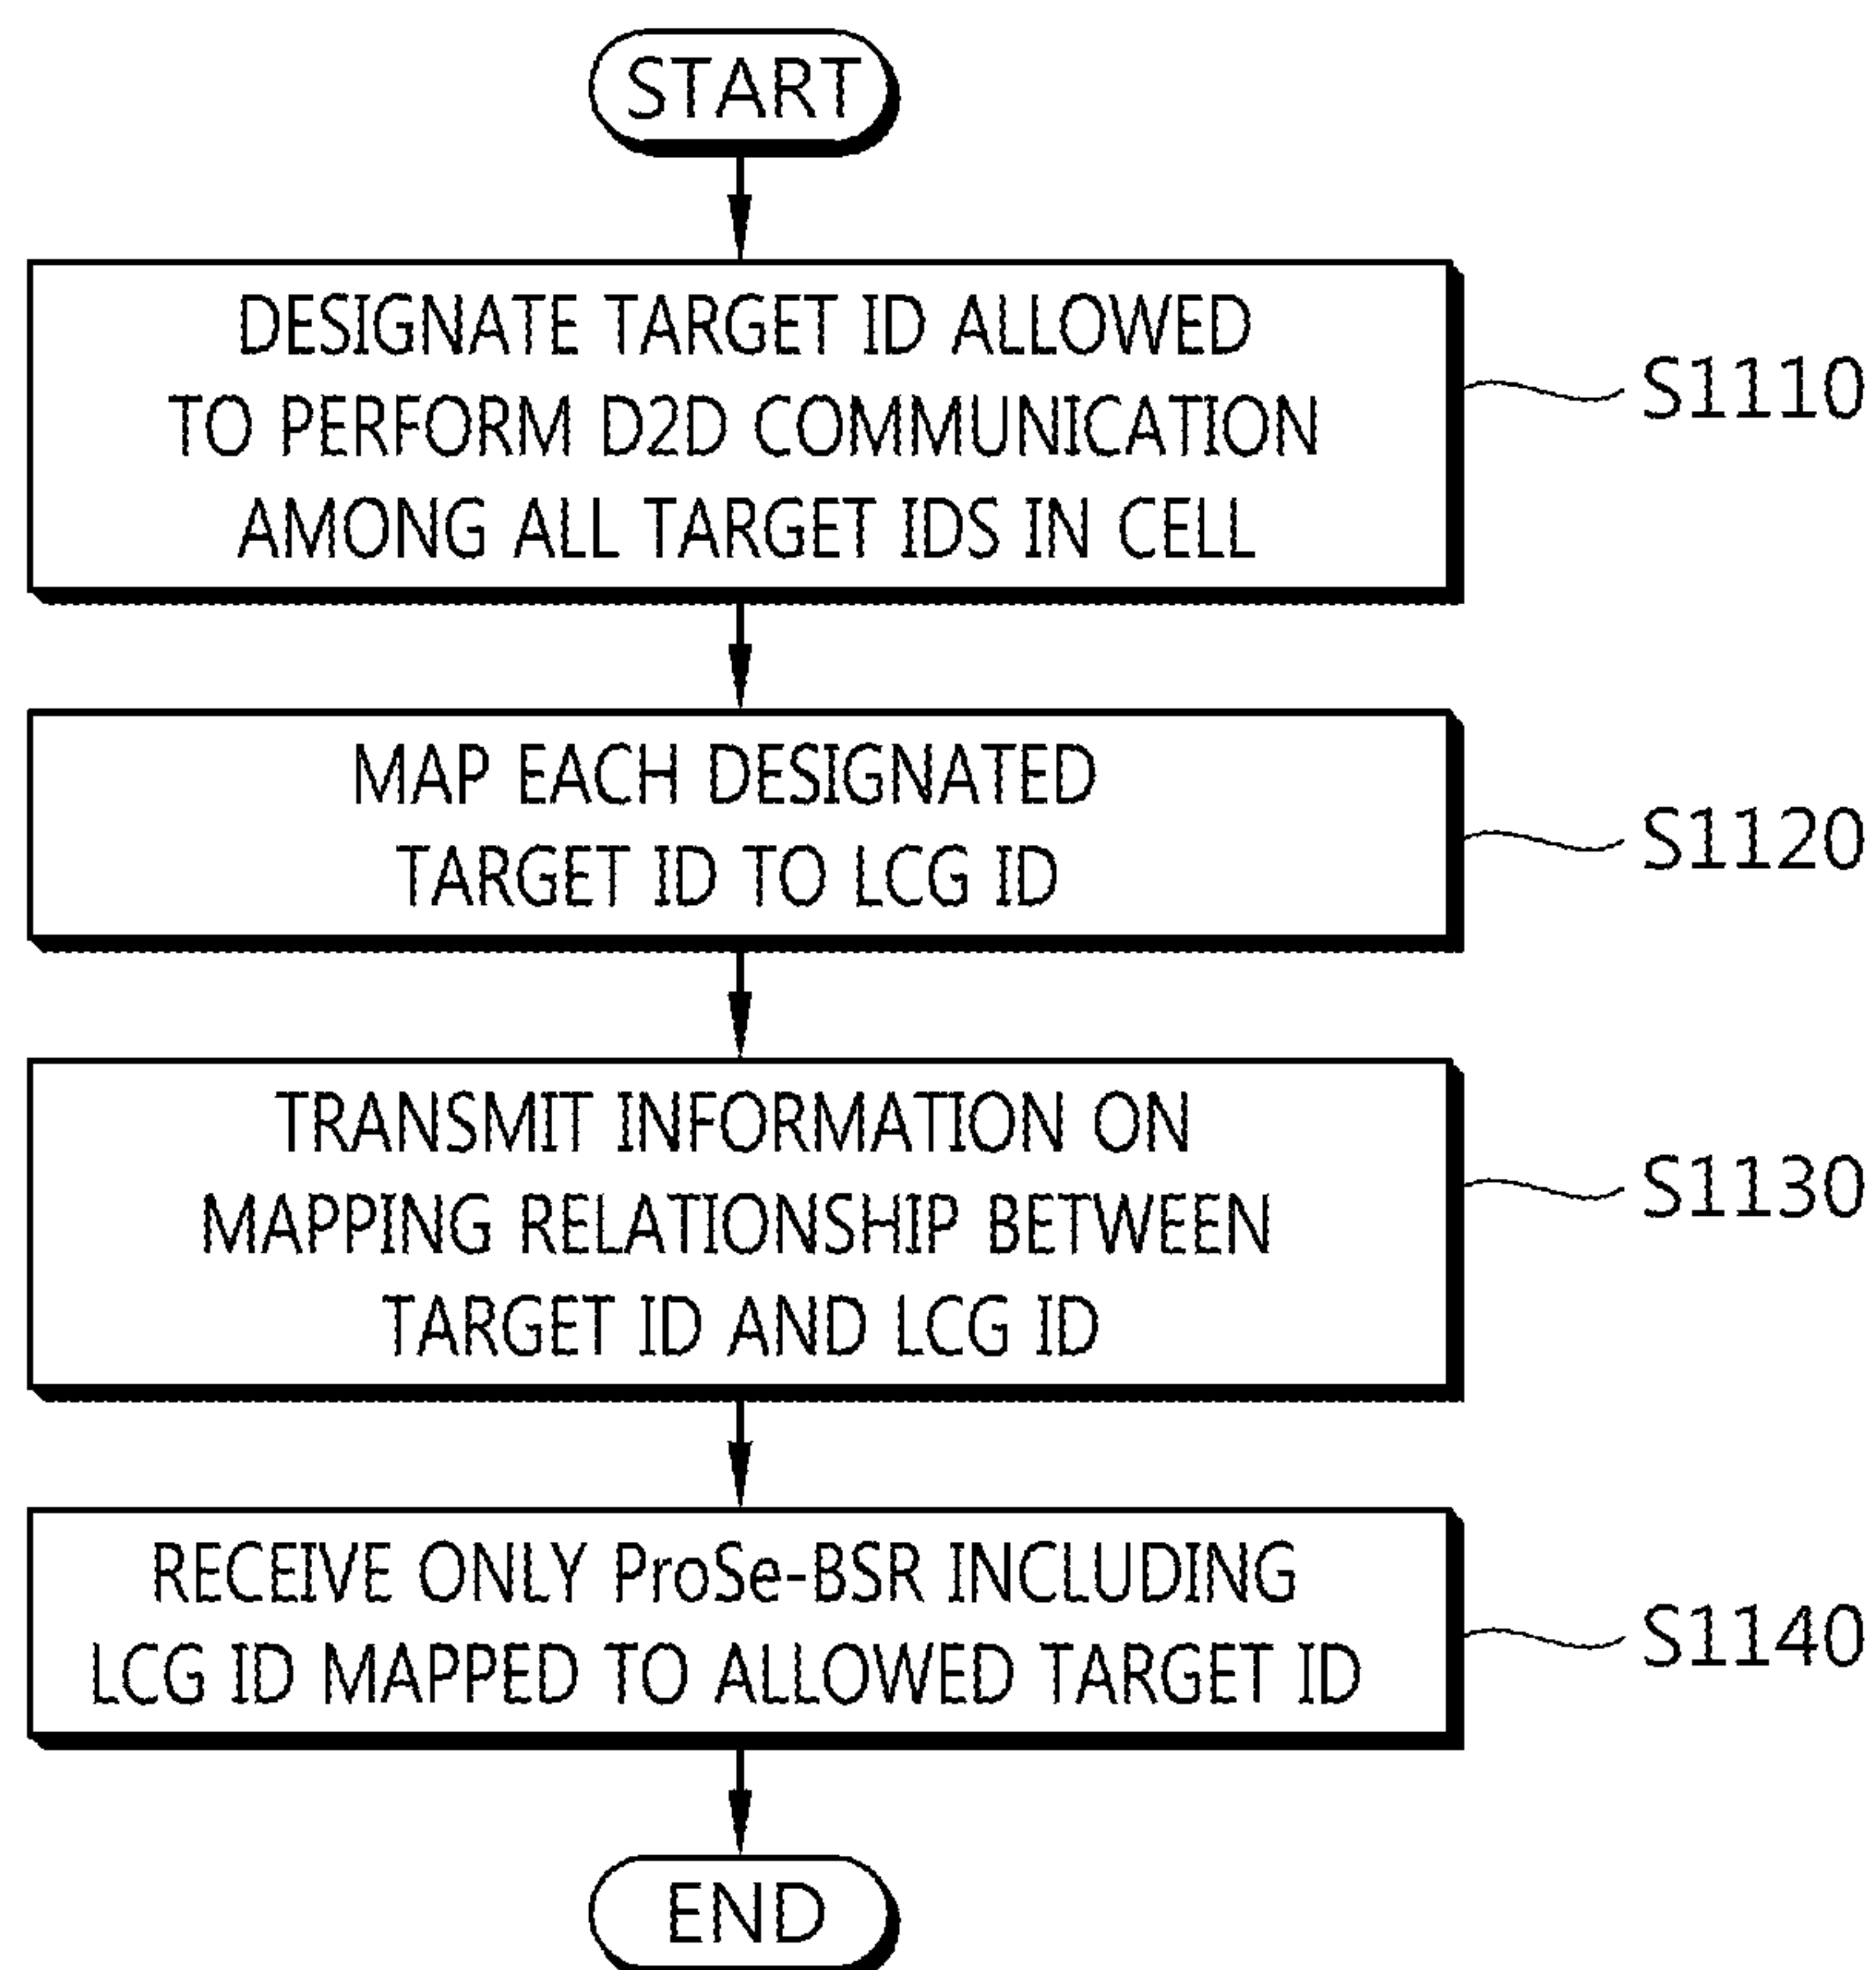 START
DESIGNATE TARGET ID ALLOWED
TO PERFORM D2D COMMUNICATION
AMONG ALL TARGET IDS IN CELL
S1110
MAP EACH DESIGNATED
TARGET ID TO LCG ID
S1120
TRANSMIT INFORMATION ON
MAPPING RELATIONSHIP BETWEEN
TARGET ID AND LCG ID
S1130
RECEIVE ONLY ProSe-BSR INCLUDING
LCG ID MAPPED TO ALLOWED TARGET ID
S1140
END